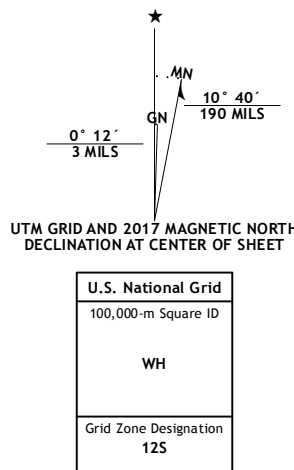 ★
MN
GN
10° 40´
190 MILS
0° 12´
3 MILS
UTM GRID AND 2017 MAGNETIC NORTH
DECLINATION AT CENTER OF SHEET
U.S. National Grid
100,000-m Square ID
WH
Grid Zone Designation
12S